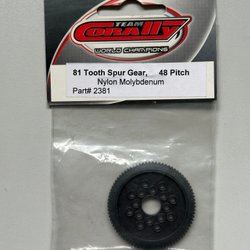 TEAM
CORALLY
WORLD CHAMPIONS
81 Tooth Spur Gear, 48 Pitch
Nylon Molybdenum
Part# 2381